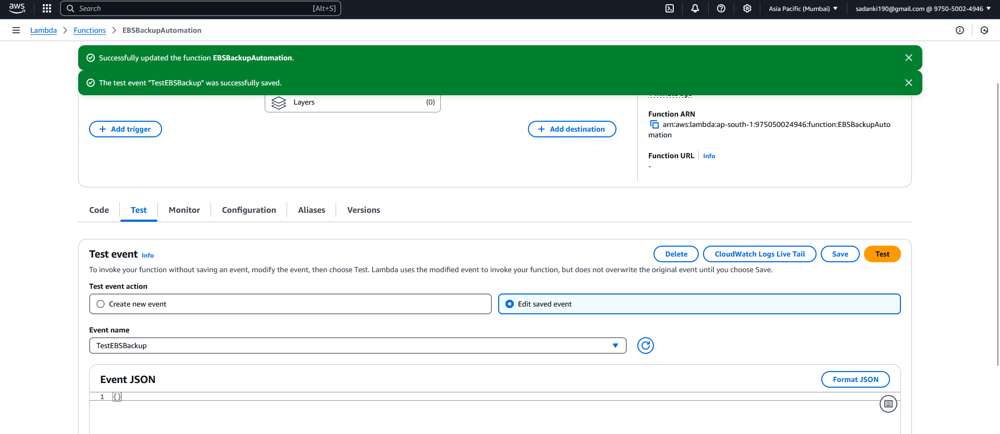 aws
Search [Alt+S] Asia Pacific (Mumbai) sadanki190@gmail.com @ 9750-5002-4946
Lambda Functions EBSBackupAutomation
Successfully updated the function EBSBackupAutomation.
The test event "TestEBSBackup" was successfully saved.
Layers (0)
Add trigger
Add destination
Function ARN
arn:aws:lambda:ap-south-1:975050024946:function:EBSBackupAuto
mation
Function URL Info
-
Code Test Monitor Configuration Aliases Versions
Test event Info Delete CloudWatch Logs Live Tail Save Test
To invoke your function without saving an event, modify the event, then choose Test. Lambda uses the modified event to invoke your function, but does not overwrite the original event until you choose Save.
Test event action
Create new event Edit saved event
Event name
TestEBSBackup
Event JSON Format JSON
1 {}